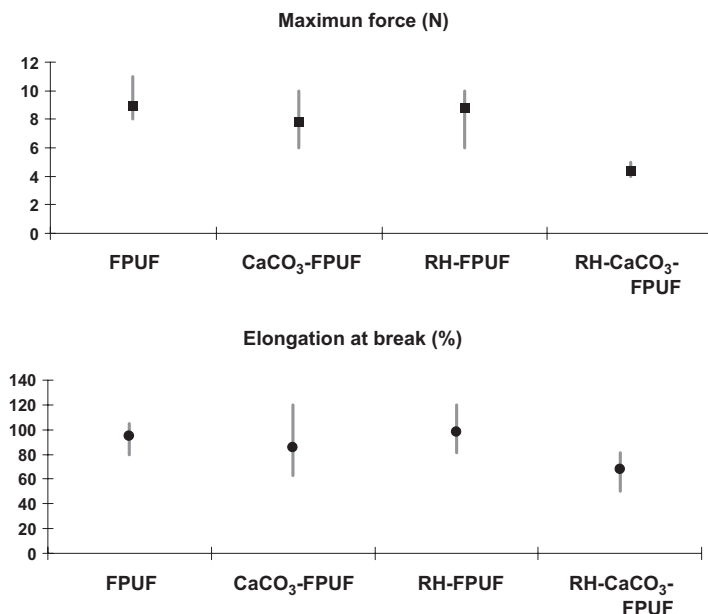 Maximun force (N)
12
10
8
6
4
2
0
FPUF
CaCO₃-FPUF
RH-FPUF
RH-CaCO₃-
FPUF
Elongation at break (%)
140
120
100
80
60
40
20
0
FPUF
CaCO₃-FPUF
RH-FPUF
RH-CaCO₃-
FPUF